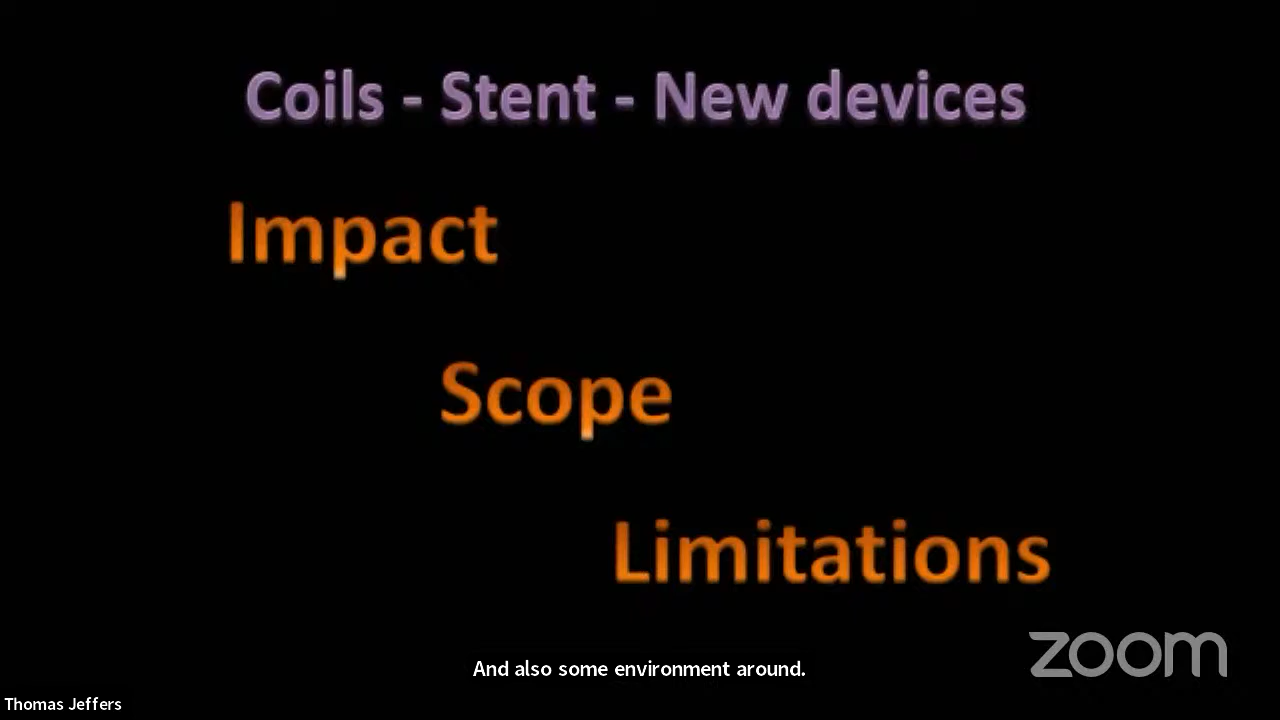 Coils - Stent - New devices
Impact
Scope
Limitations
zoom
And also some environment around.
Thomas Jeffers